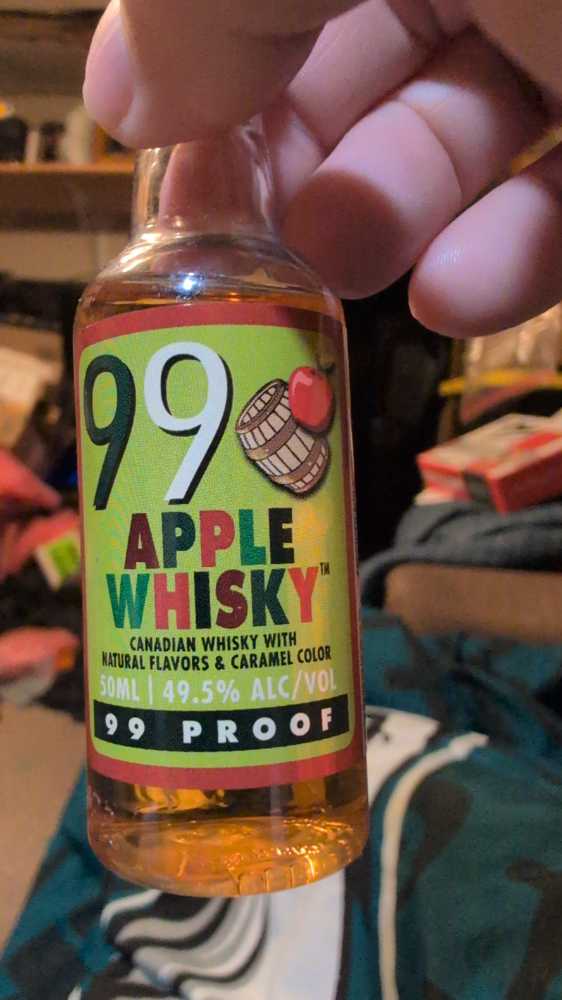 99
APPLE
WHISKY™
CANADIAN WHISKY WITH
NATURAL FLAVORS & CARAMEL COLOR
50ML | 49.5% ALC/VOL
99 PROOF